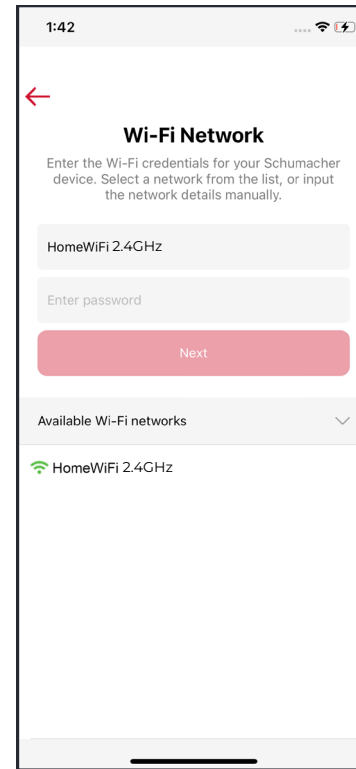 1:42
Wi-Fi Network
Enter the Wi-Fi credentials for your Schumacher
device. Select a network from the list, or input
the network details manually.
HomeWiFi 2.4GHz
Enter password
Next
Available Wi-Fi networks
HomeWiFi 2.4GHz